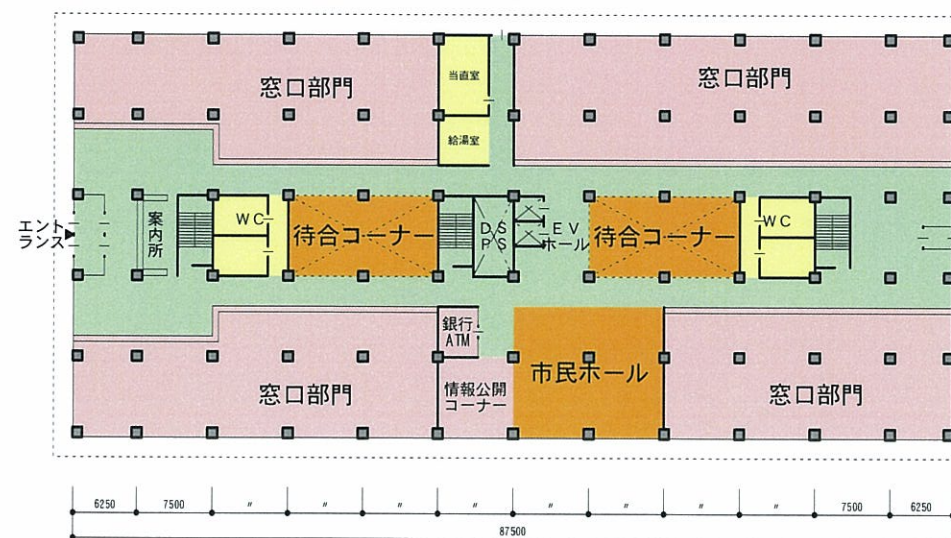 窓口部門
当直室
給湯室
窓口部門
エント
ランス
案内所
WC
待合コーナー
DS
PS
EV
ホール
待合コーナー
WC
銀行
ATM
情報公開
コーナー
市民ホール
窓口部門
窓口部門
6250
7500
〃
〃
〃
〃
〃
〃
〃
〃
7500
6250
87500